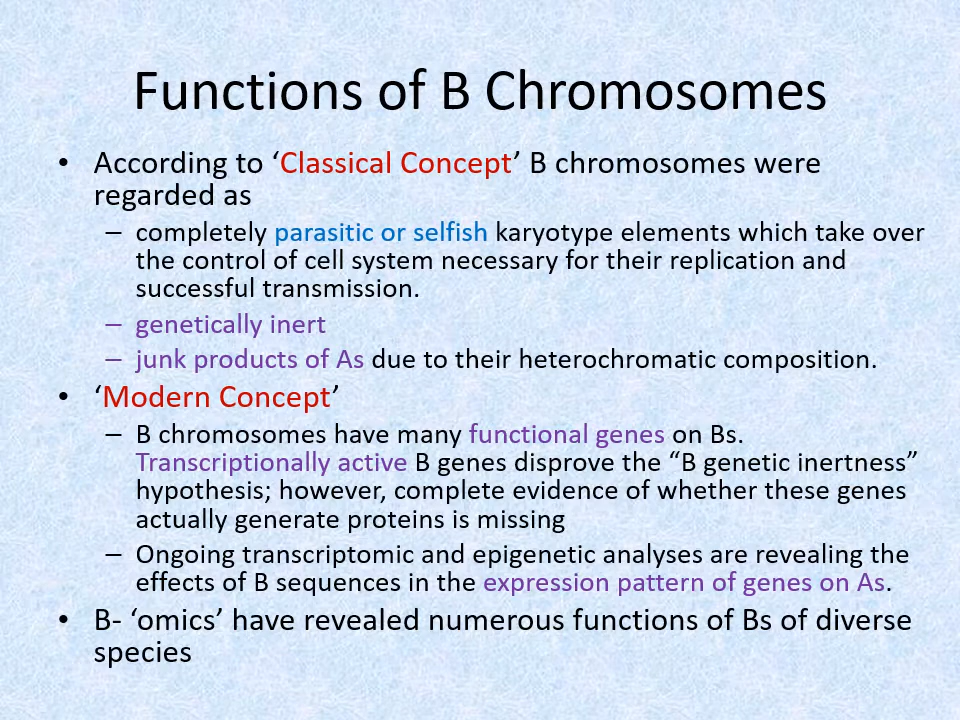 Functions of B Chromosomes
• According to ‘Classical Concept’ B chromosomes were
regarded as
– completely parasitic or selfish karyotype elements which take over
the control of cell system necessary for their replication and
successful transmission.
– genetically inert
– junk products of As due to their heterochromatic composition.
• ‘Modern Concept’
– B chromosomes have many functional genes on Bs.
Transcriptionally active B genes disprove the “B genetic inertness”
hypothesis; however, complete evidence of whether these genes
actually generate proteins is missing
– Ongoing transcriptomic and epigenetic analyses are revealing the
effects of B sequences in the expression pattern of genes on As.
• B- ‘omics’ have revealed numerous functions of Bs of diverse
species